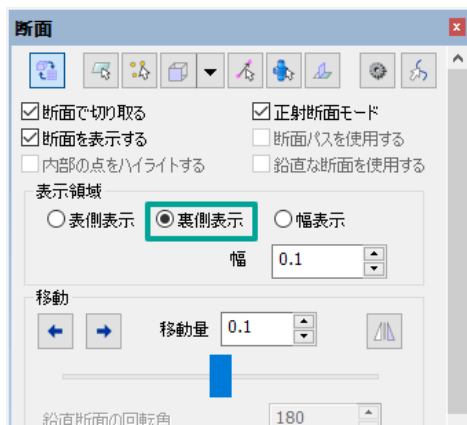 断面
断面で切り取る 正射断面モード
断面を表示する 断面パスを使用する
内部の点をハイライトする 鉛直な断面を使用する
表示領域
表側表示 裏側表示 幅表示
幅 0.1
移動
移動量 0.1
鉛直断面の回転角 180